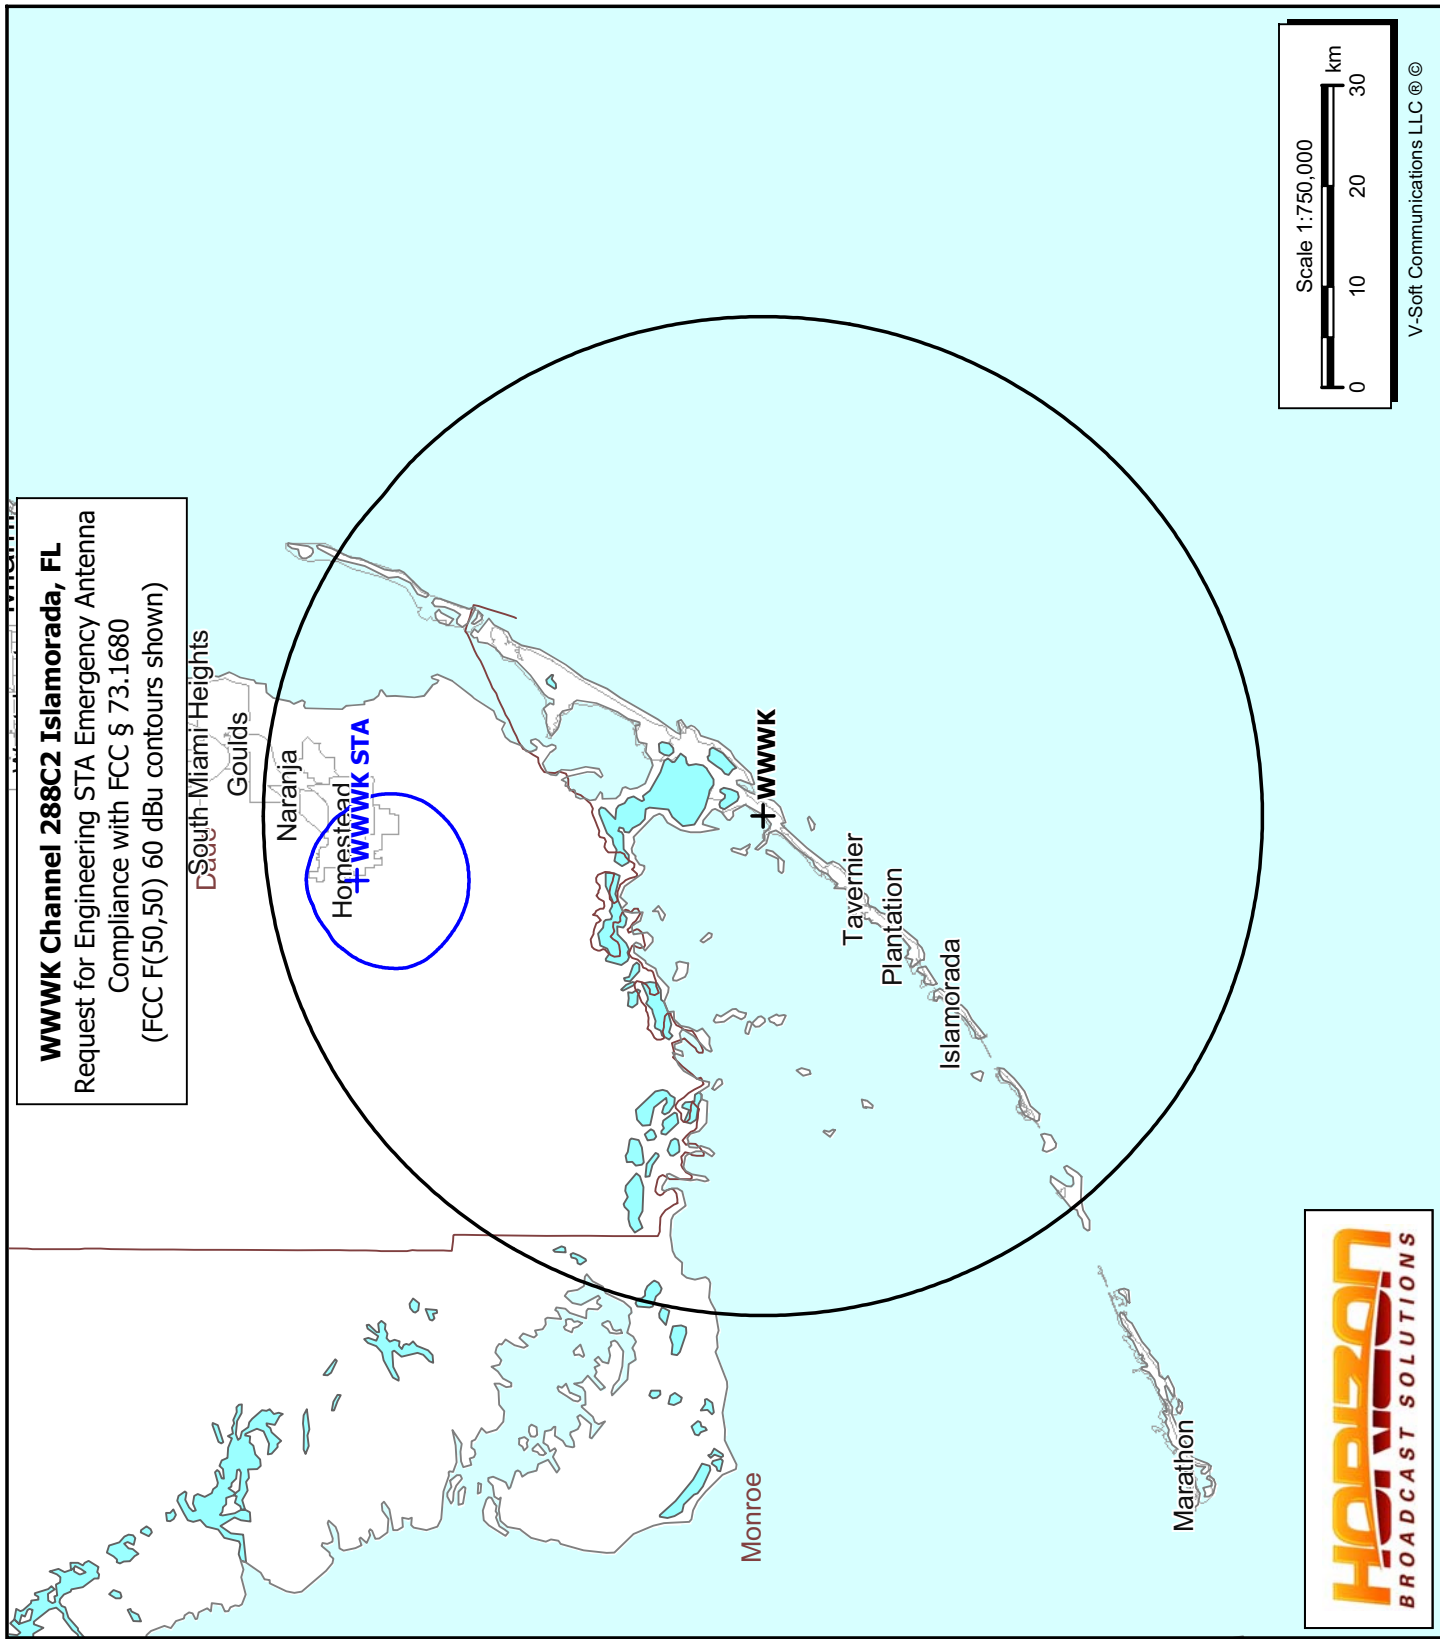 WWWK Channel 288C2 Islamorada, FL
Request for Engineering STA Emergency Antenna
Compliance with FCC § 73.1680
(FCC F(50,50) 60 dBu contours shown)
Dade
South Miami Heights
Goulds
Naranja
Homestead
WWWK STA
WWWK
Tavernier
Plantation
Islamorada
Monroe
Marathon
Scale 1:750,000
km
0
10
20
30
V-Soft Communications LLC ® ©
HORIZON
BROADCAST SOLUTIONS